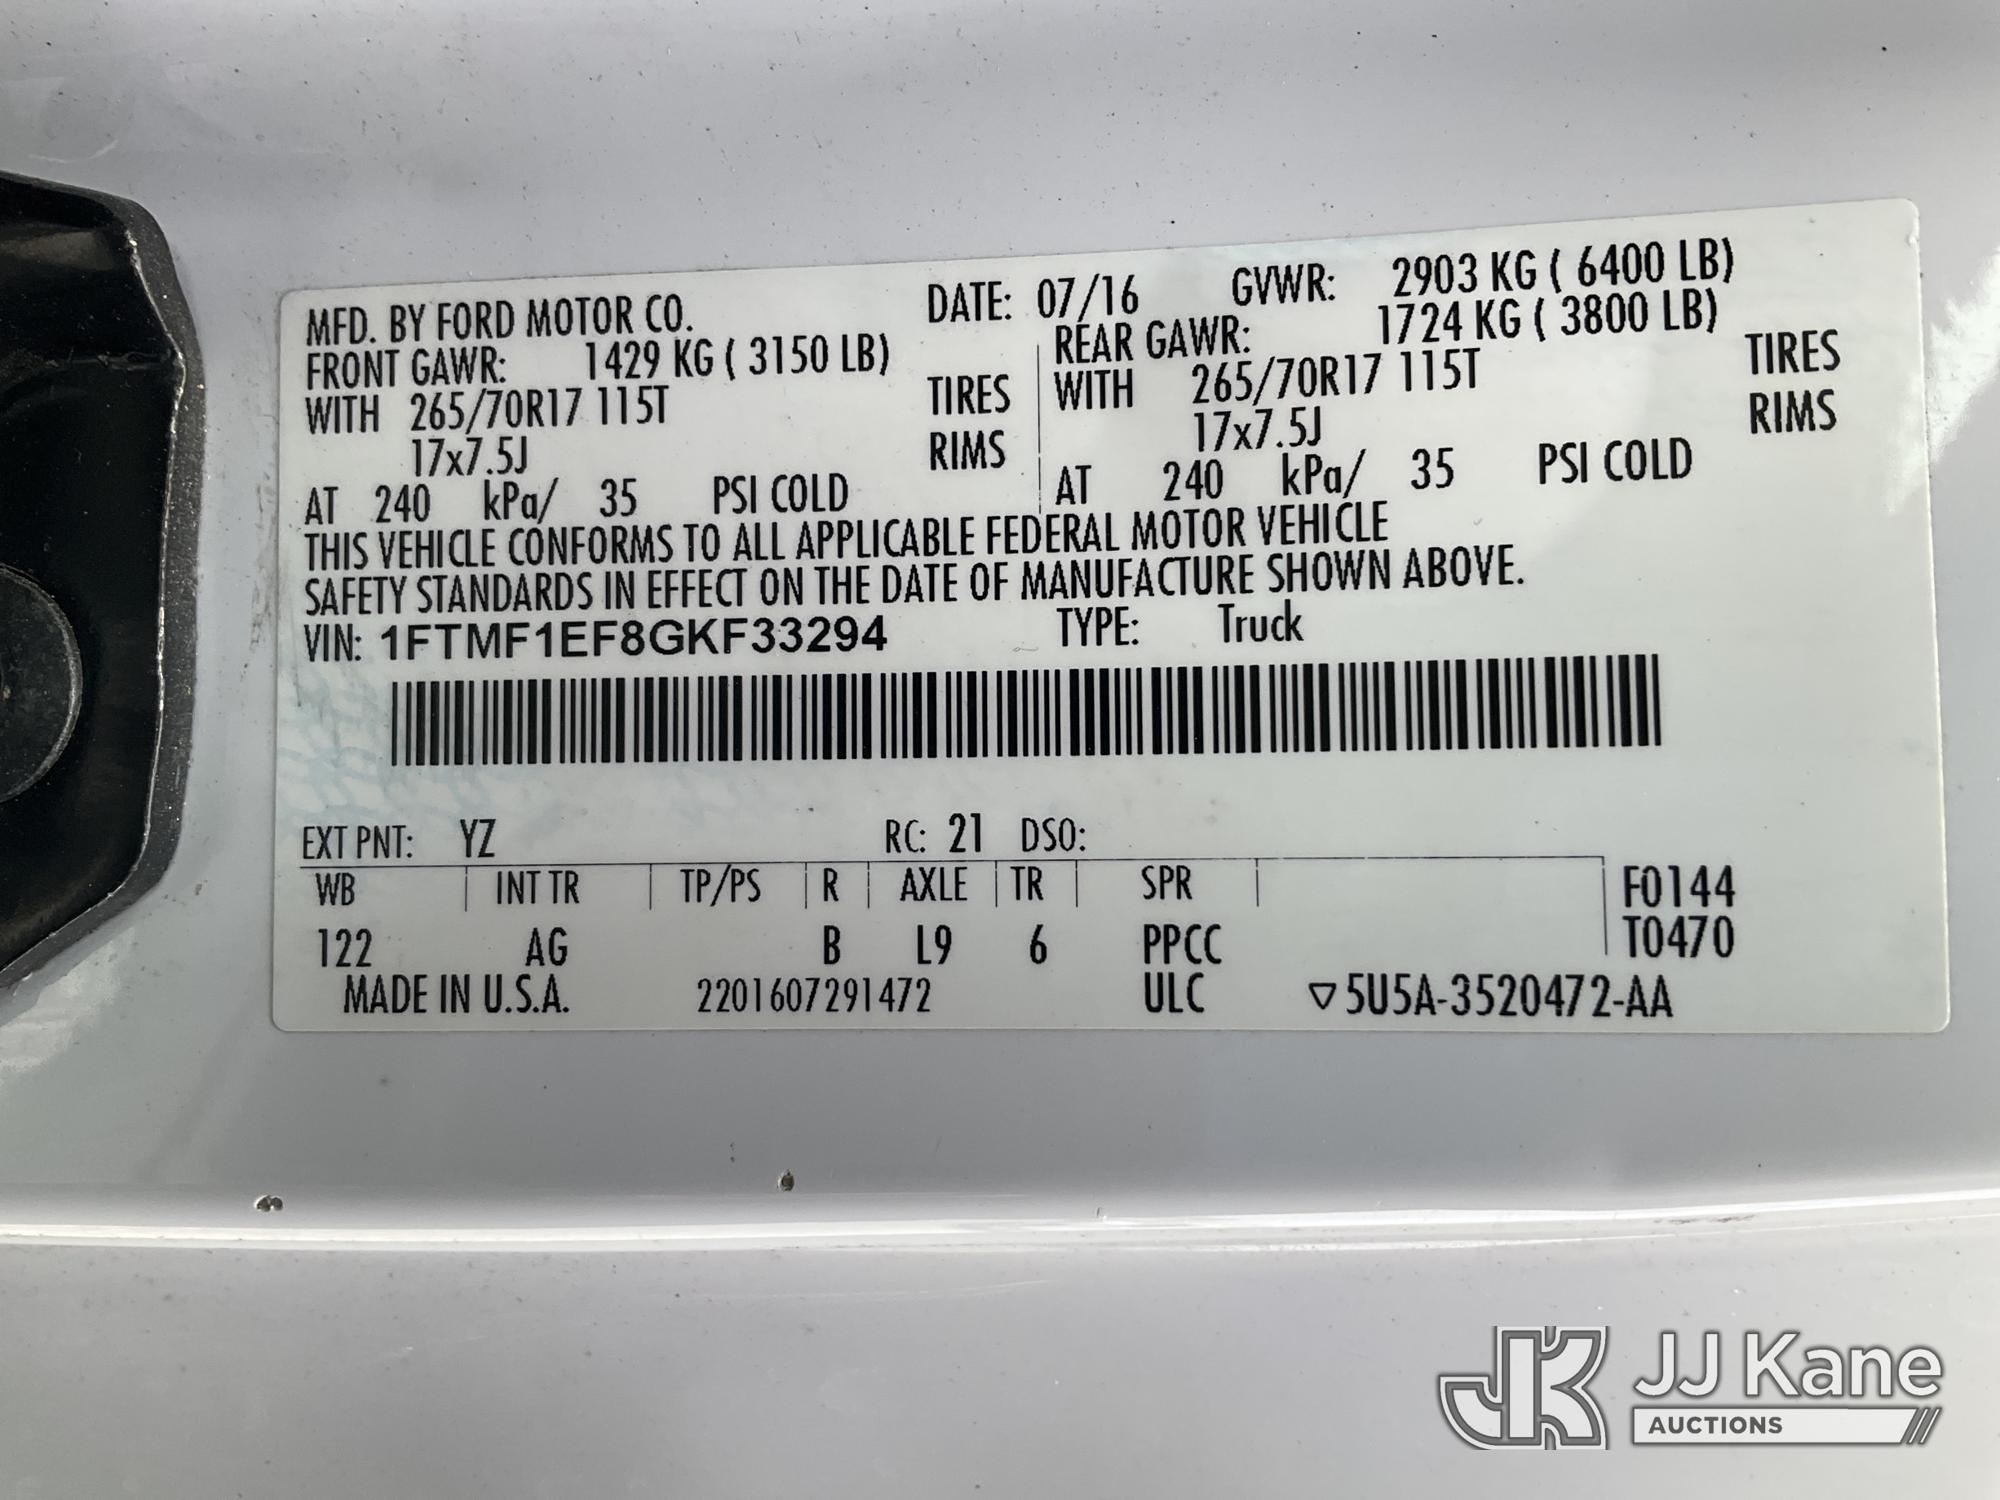 MFD. BY FORD MOTOR CO. DATE: 07/16 GVWR: 2903 KG ( 6400 LB)
FRONT GAWR: 1429 KG ( 3150 LB) REAR GAWR: 1724 KG ( 3800 LB)
WITH 265/70R17 115T TIRES WITH 265/70R17 115T TIRES
17x7.5J RIMS 17x7.5J RIMS
AT 240 kPa/ 35 PSI COLD AT 240 kPa/ 35 PSI COLD
THIS VEHICLE CONFORMS TO ALL APPLICABLE FEDERAL MOTOR VEHICLE
SAFETY STANDARDS IN EFFECT ON THE DATE OF MANUFACTURE SHOWN ABOVE.
VIN: 1FTMF1EF8GKF33294 TYPE: Truck
EXT PNT: YZ RC: 21 DSO:
WB INT TR TP/PS R AXLE TR SPR F0144
122 AG B L9 6 PPCC T0470
MADE IN U.S.A. 2201607291472 ULC ▽5U5A-3520472-AA
JK JJ Kane
AUCTIONS